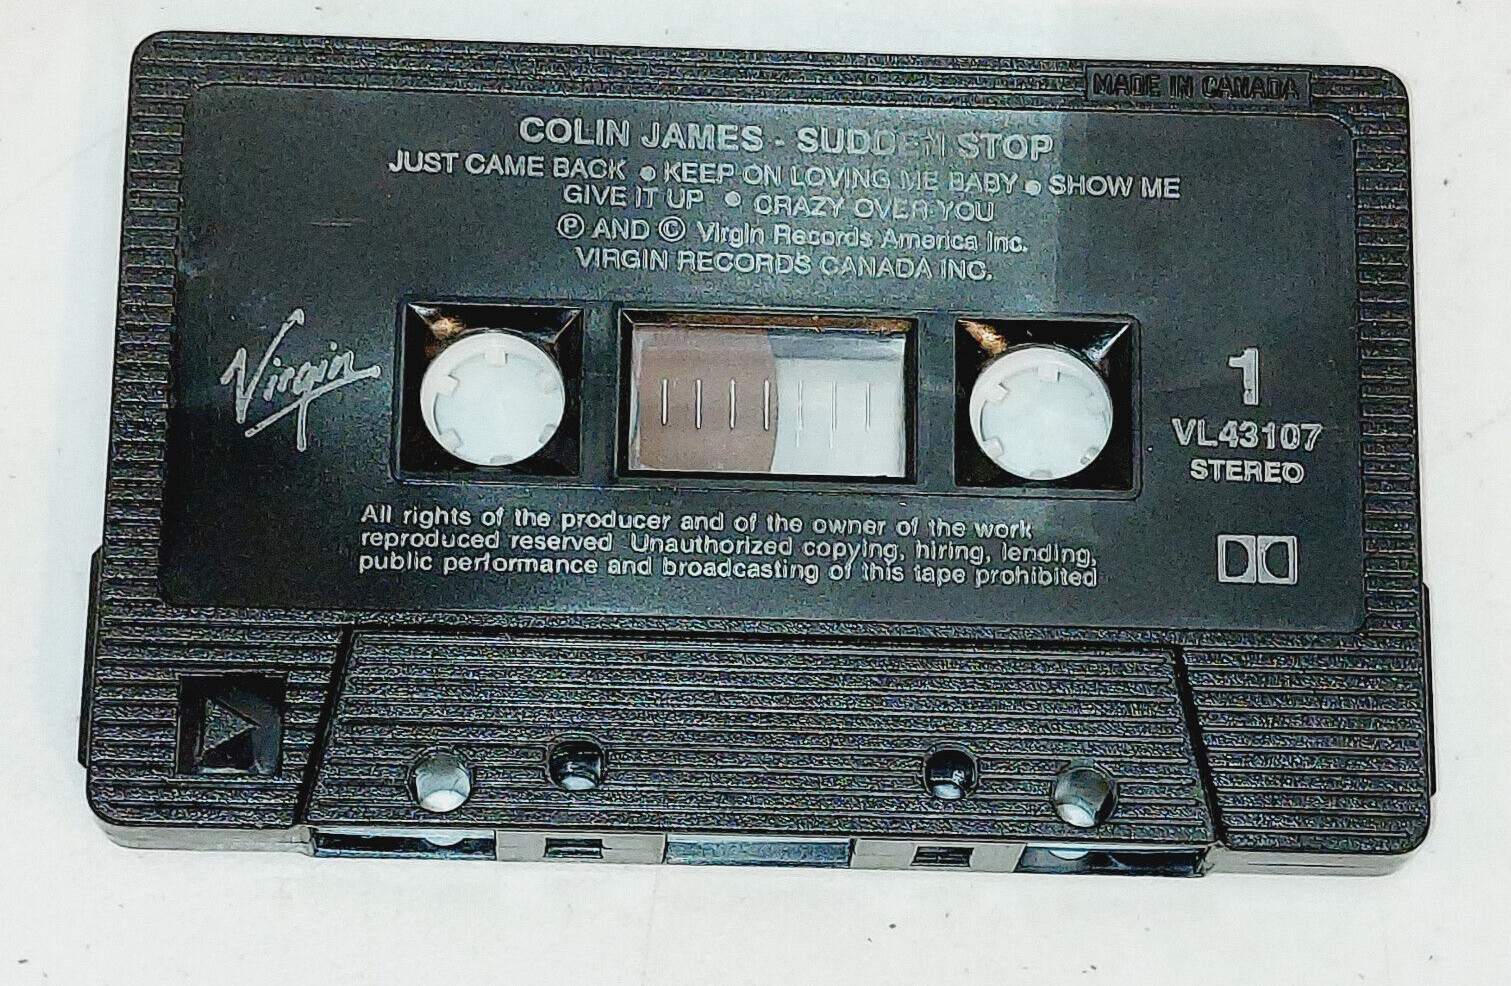 MADE IN CANADA
COLIN JAMES - SUDDEN STOP
JUST CAME BACK • KEEP ON LOVING ME BABY • SHOW ME
GIVE IT UP • CRAZY OVER YOU
Ⓟ AND © Virgin Records America Inc.
VIRGIN RECORDS CANADA INC.
Virgin
1
VL43107
STEREO
All rights of the producer and of the owner of the work
reproduced reserved Unauthorized copying, hiring, lending,
public performance and broadcasting of this tape prohibited